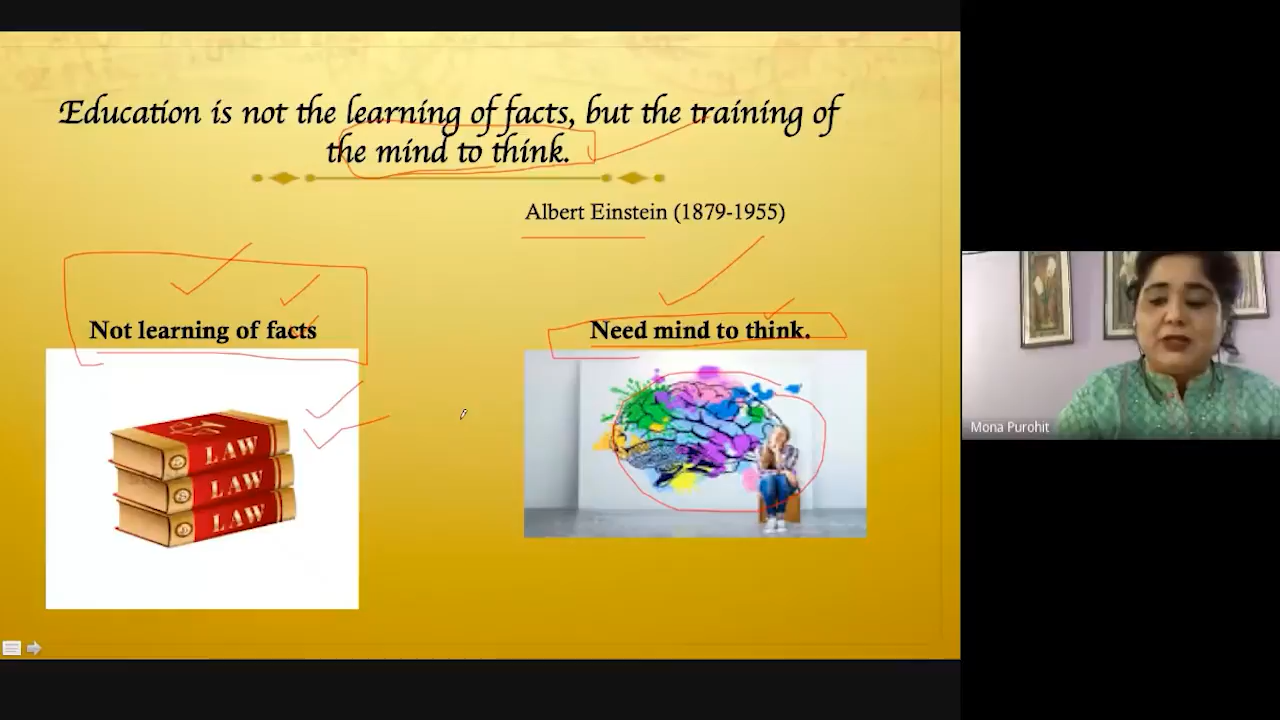 Education is not the learning of facts, but the training of
the mind to think.
Albert Einstein (1879-1955)
Not learning of facts
Need mind to think.
LAW
LAW
LAW
Mona Purohit